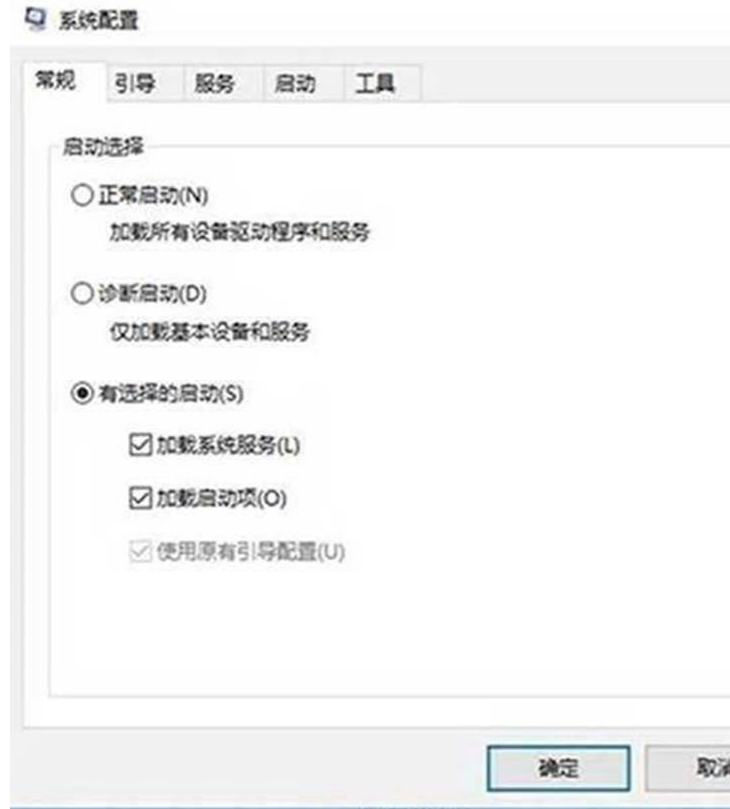 系统配置
常规 引导 服务 启动 工具
启动选择
正常启动(N)
加载所有设备驱动程序和服务
诊断启动(D)
仅加载基本设备和服务
有选择的启动(S)
加载系统服务(L)
加载启动项(O)
使用原有引导配置(U)
确定 取